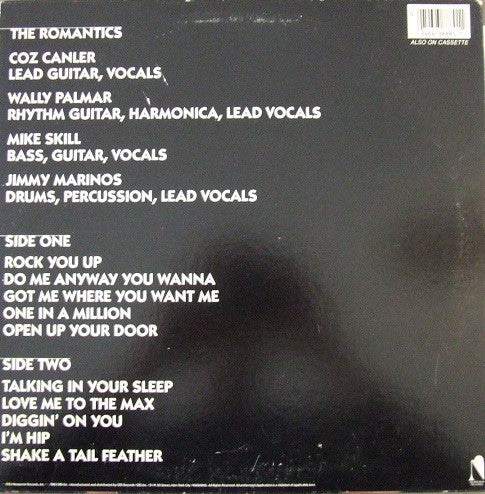 THE ROMANTICS
ALSO ON CASSETTE
COZ CANLER
LEAD GUITAR, VOCALS
WALLY PALMAR
RHYTHM GUITAR, HARMONICA, LEAD VOCALS
MIKE SKILL
BASS, GUITAR, VOCALS
JIMMY MARINOS
DRUMS, PERCUSSION, LEAD VOCALS
SIDE ONE
ROCK YOU UP
DO ME ANYWAY YOU WANNA
GOT ME WHERE YOU WANT ME
ONE IN A MILLION
OPEN UP YOUR DOOR
SIDE TWO
TALKING IN YOUR SLEEP
LOVE ME TO THE MAX
DIGGIN' ON YOU
I'M HIP
SHAKE A TAIL FEATHER